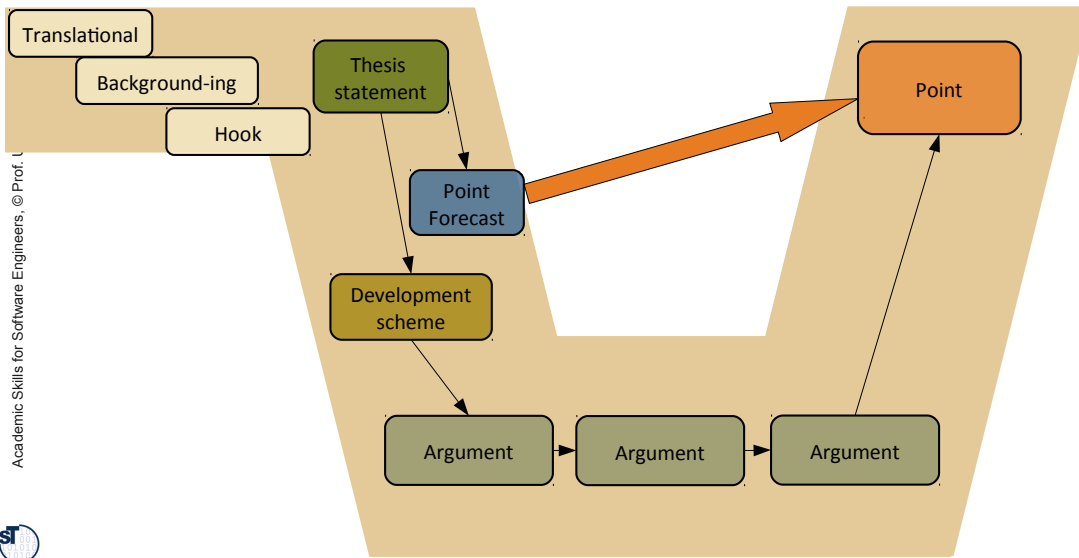 Translational
Background-ing
Hook
Thesis
statement
Point
Forecast
Development
scheme
Argument
Argument
Argument
Point
Academic Skills for Software Engineers, © Prof.
ST